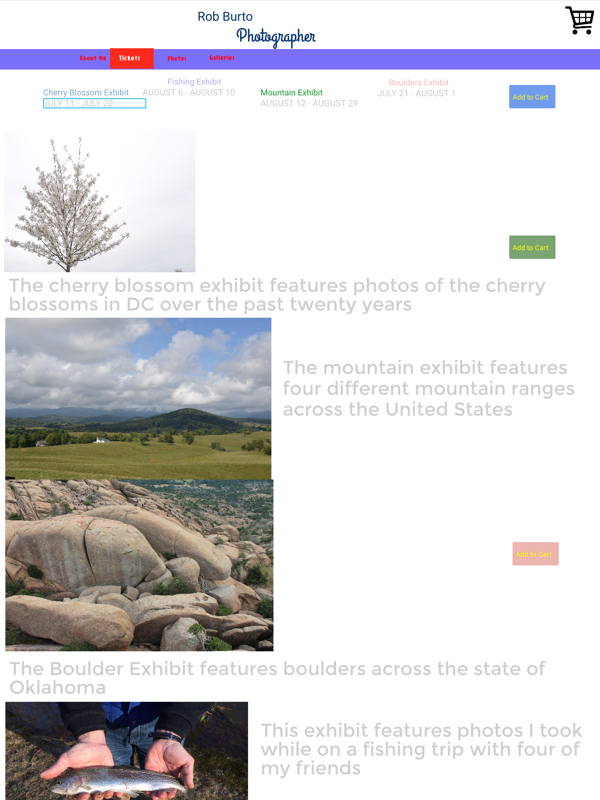 Rob Burto
Photographer
About Me Tickets Photos Galleries
Cherry Blossom Exhibit
JULY 11 - JULY 20
Fishing Exhibit
AUGUST 6 - AUGUST 10
Mountain Exhibit
AUGUST 12 - AUGUST 29
Boulders Exhibit
JULY 21 - AUGUST 1
Add to Cart
Add to Cart
The cherry blossom exhibit features photos of the cherry
blossoms in DC over the past twenty years
The mountain exhibit features
four different mountain ranges
across the United States
Add to Cart
The Boulder Exhibit features boulders across the state of
Oklahoma
This exhibit features photos I took
while on a fishing trip with four of
my friends